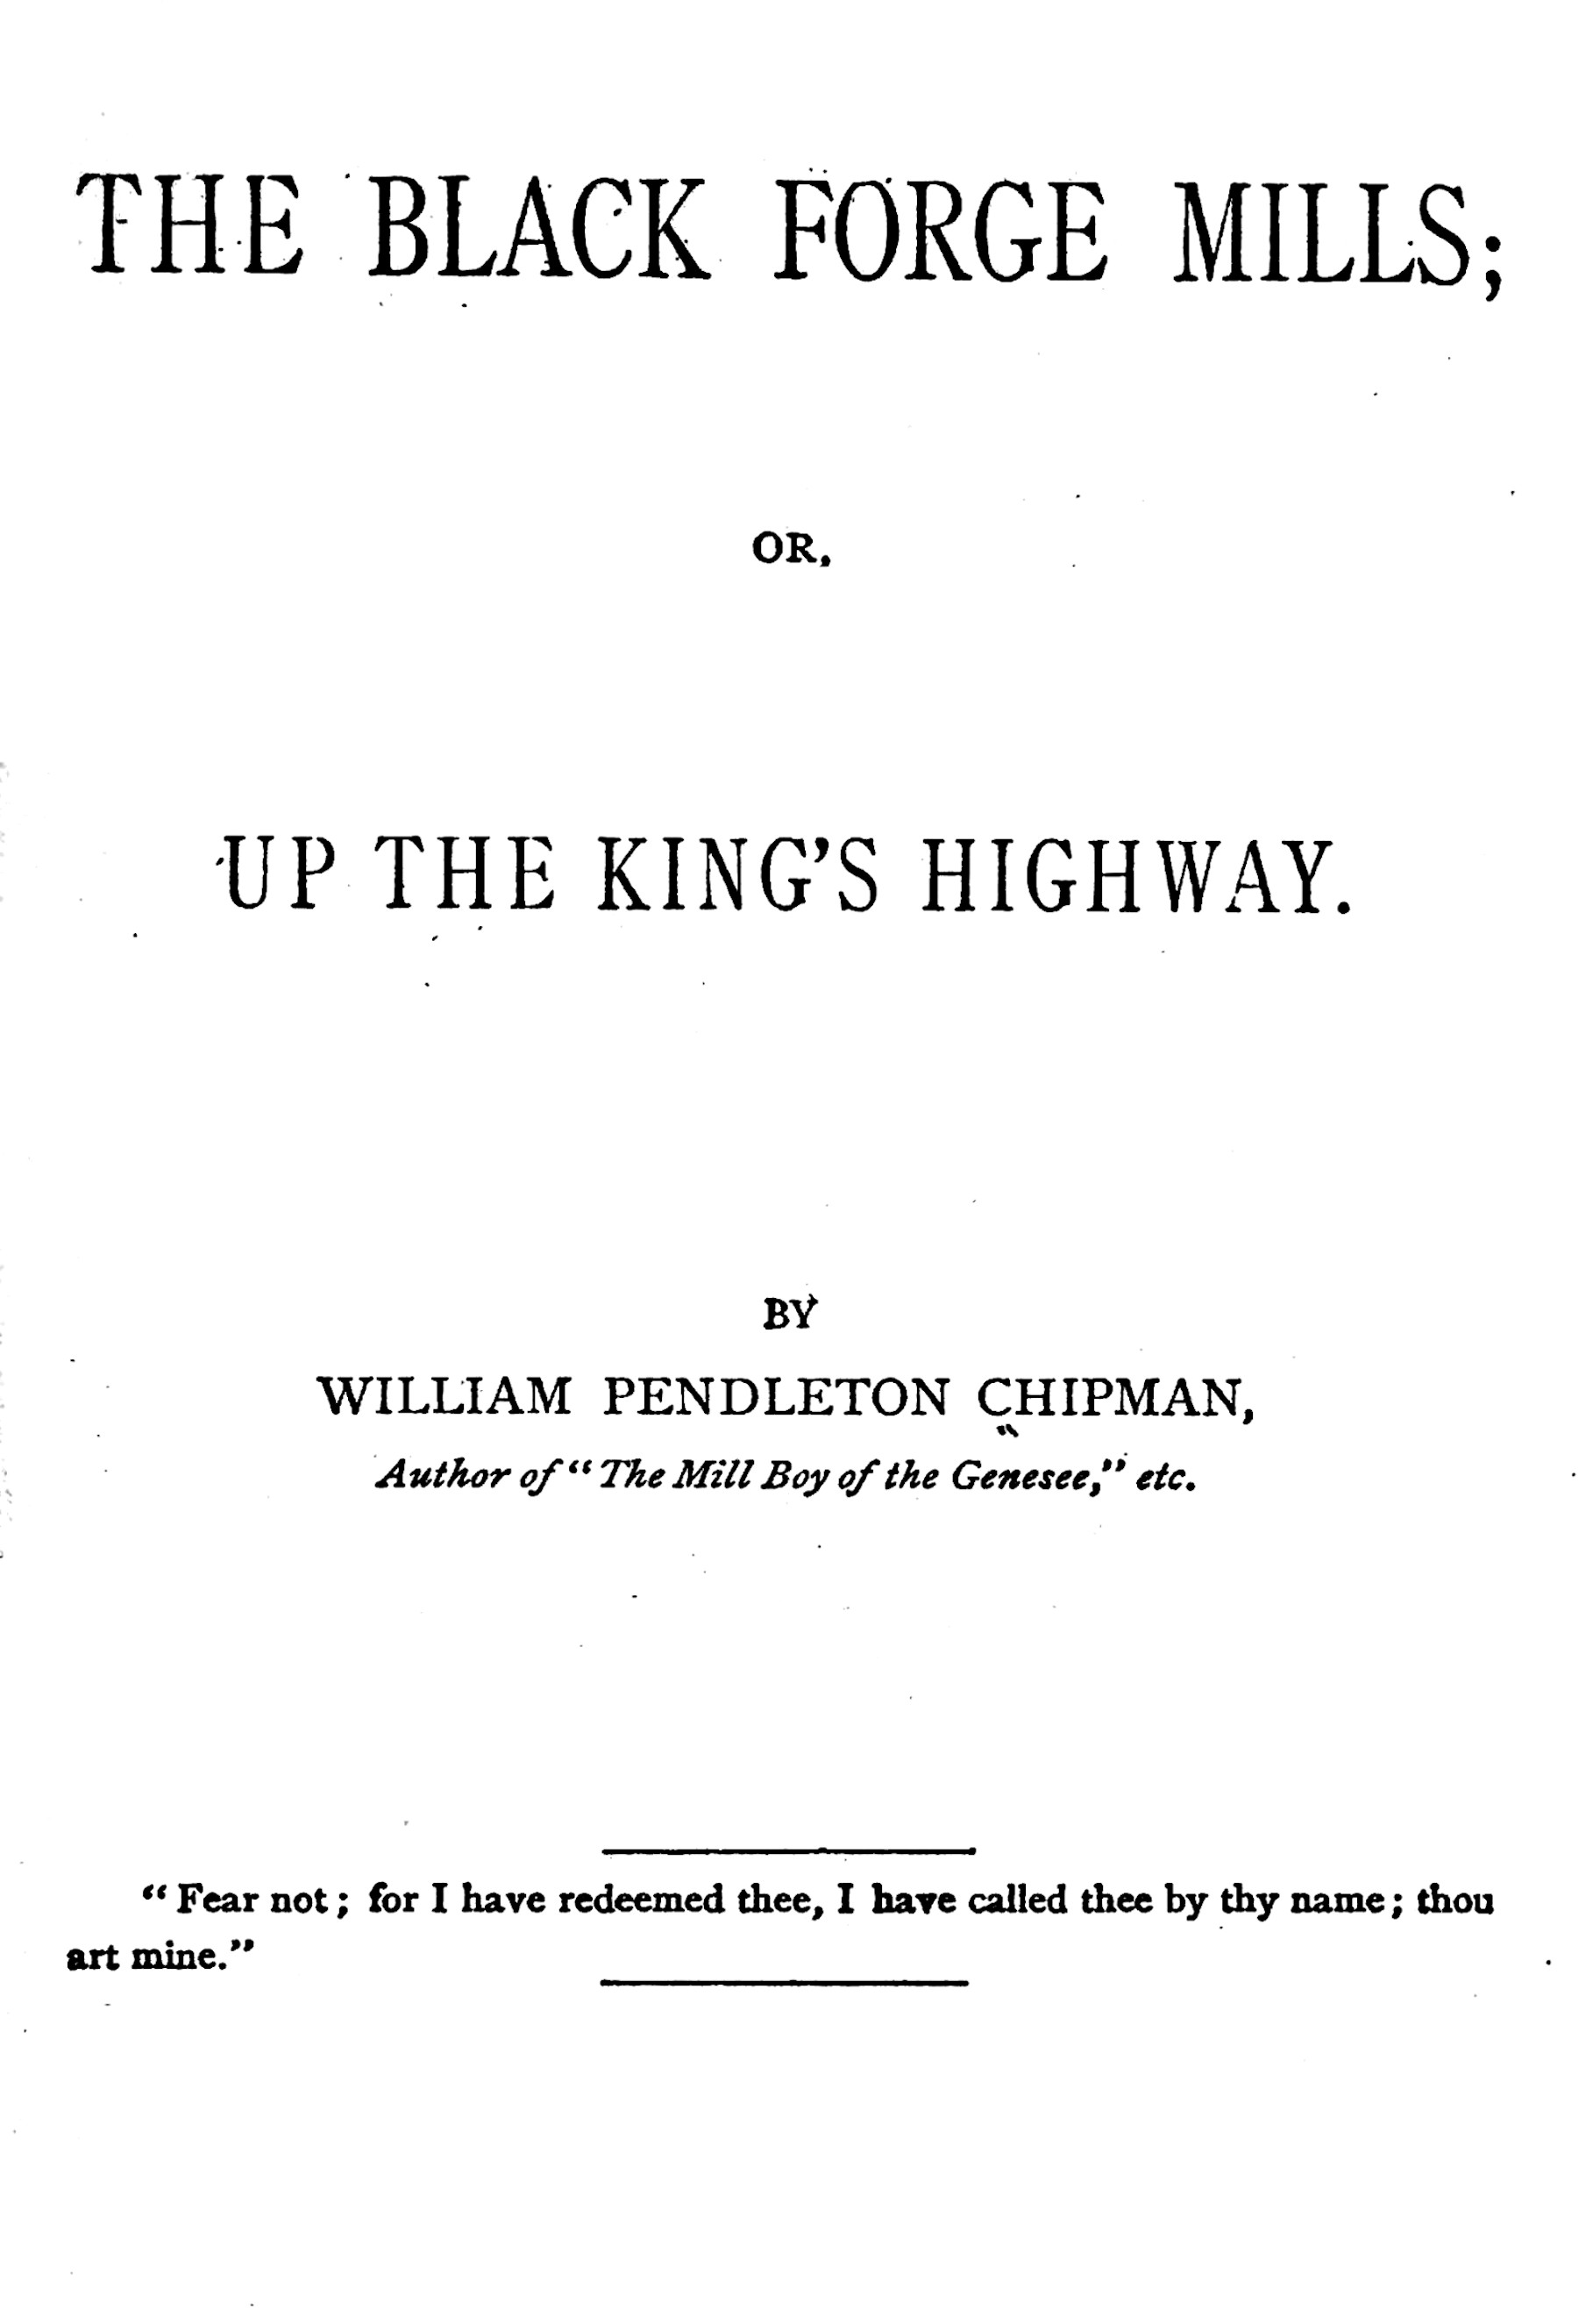 THE BLACK FORGE MILLS;
OR,
UP THE KING'S HIGHWAY.
BY
WILLIAM PENDLETON CHIPMAN,
Author of “The Mill Boy of the Genesee,” etc.
“Fear not; for I have redeemed thee, I have called thee by thy name; thou
art mine.”